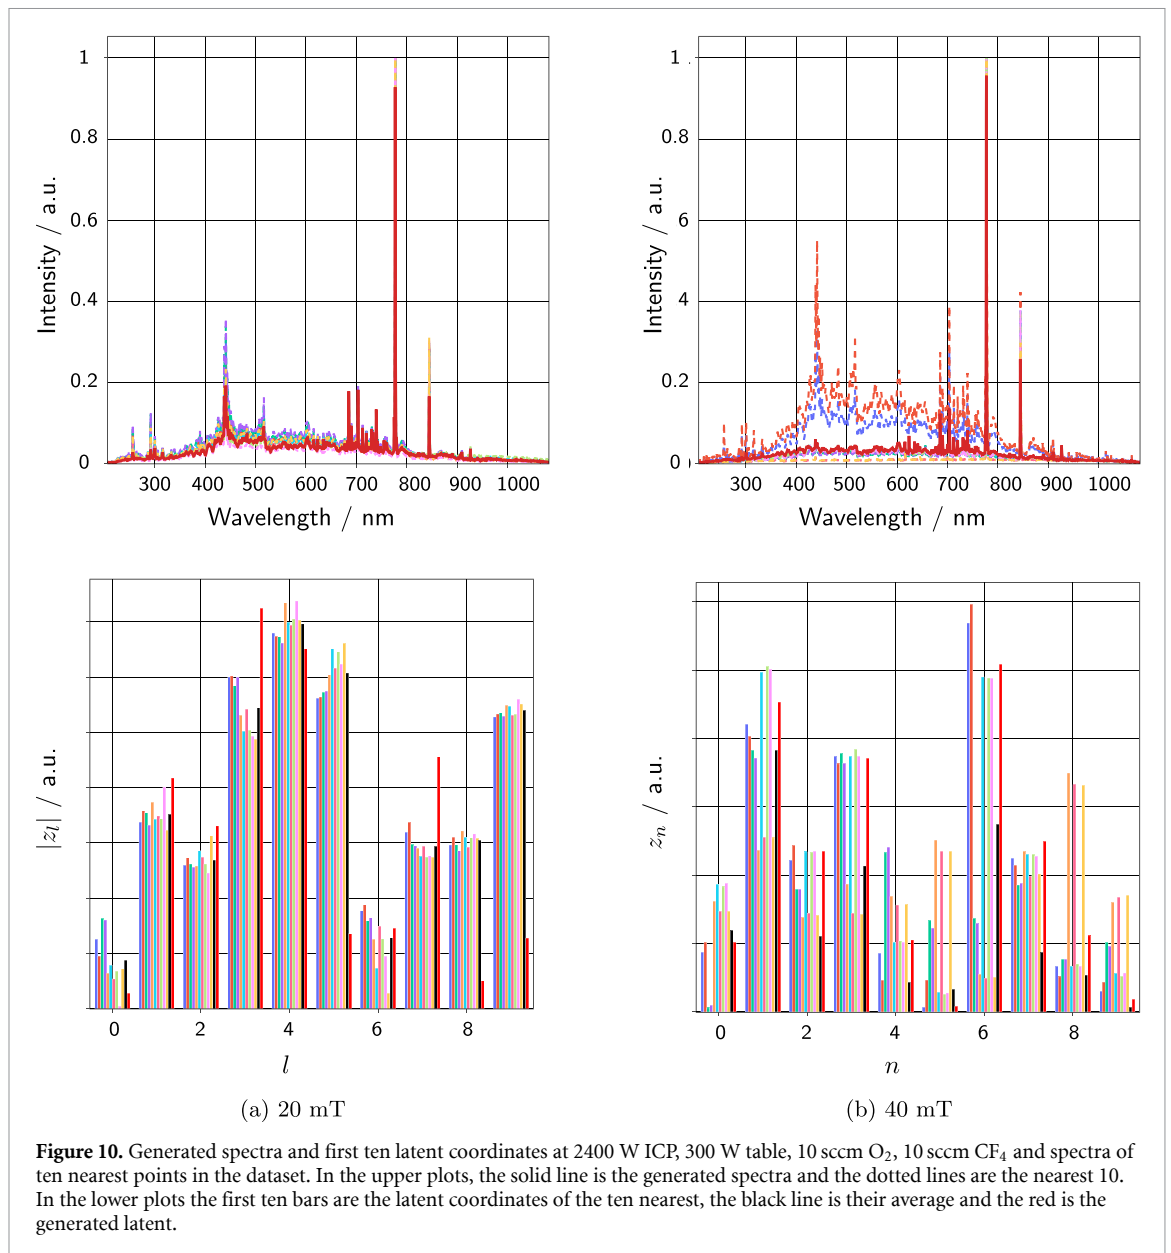 1
0.8
0.6
0.4
0.2
0
Intensity / a.u.
300 400 500 600 700 800 900 1000
Wavelength / nm
1
0.8
6
4
0.2
0
Intensity / a.u.
300 400 500 600 700 800 900 1000
Wavelength / nm
|z_l| / a.u.
0 2 4 6 8
l
(a) 20 mT
z_n / a.u.
0 2 4 6 8
n
(b) 40 mT
Figure 10. Generated spectra and first ten latent coordinates at 2400 W ICP, 300 W table, 10 sccm O₂, 10 sccm CF₄ and spectra of
ten nearest points in the dataset. In the upper plots, the solid line is the generated spectra and the dotted lines are the nearest 10.
In the lower plots the first ten bars are the latent coordinates of the ten nearest, the black line is their average and the red is the
generated latent.